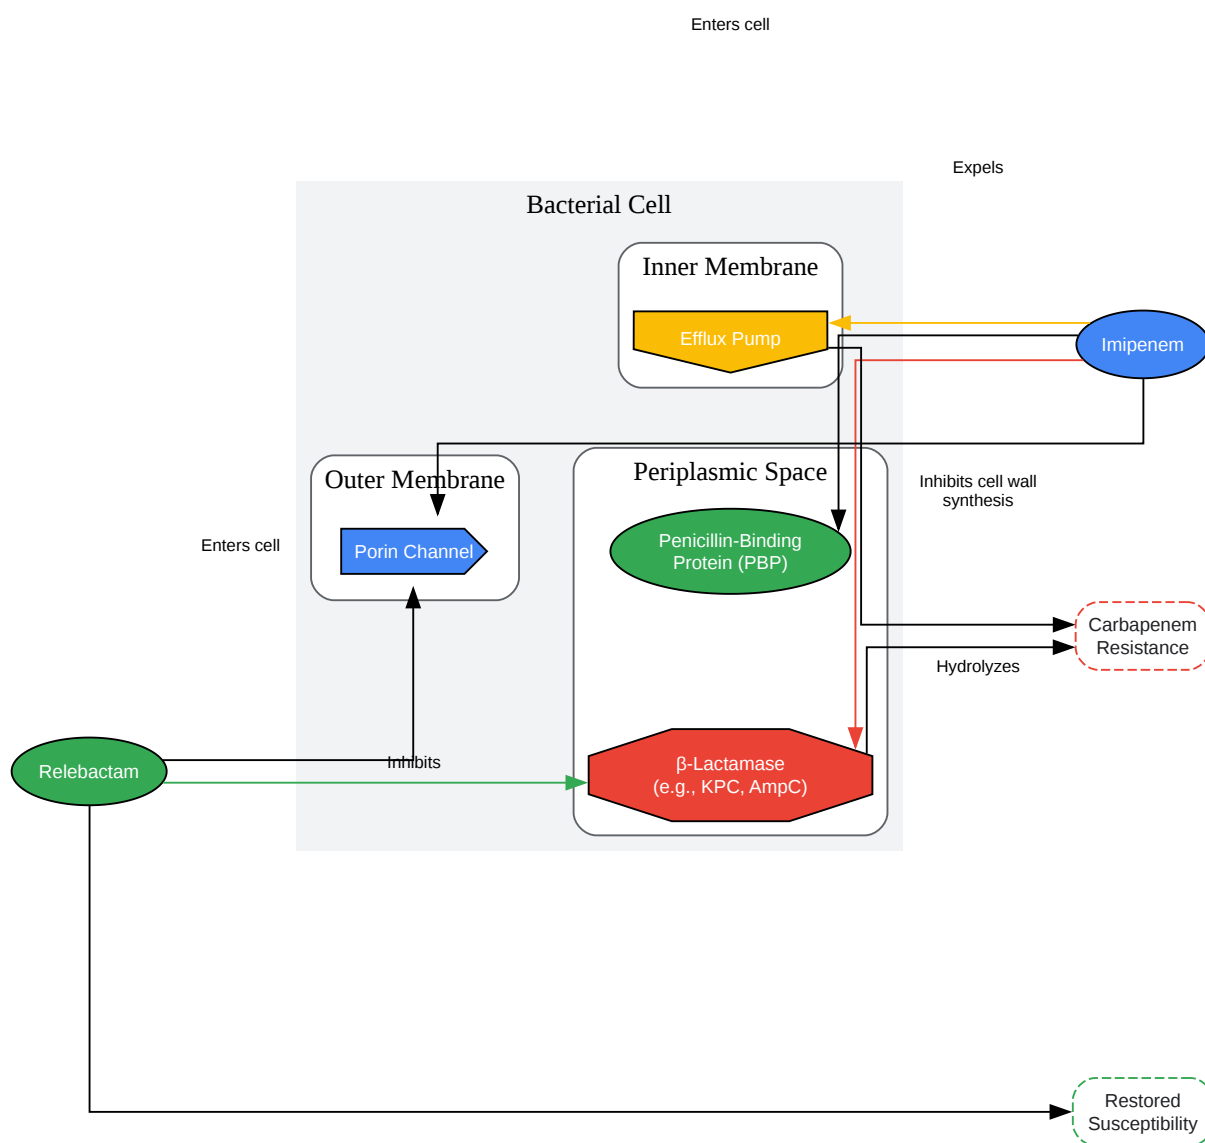 Enters cell
Expels
Bacterial Cell
Inner Membrane
Efflux Pump
Imipenem
Outer Membrane
Periplasmic Space
Inhibits cell wall
synthesis
Enters cell
Porin Channel
Penicillin-Binding
Protein (PBP)
Carbapenem
Resistance
Hydrolyzes
Relebactam
Inhibits
β-Lactamase
(e.g., KPC, AmpC)
Restored
Susceptibility